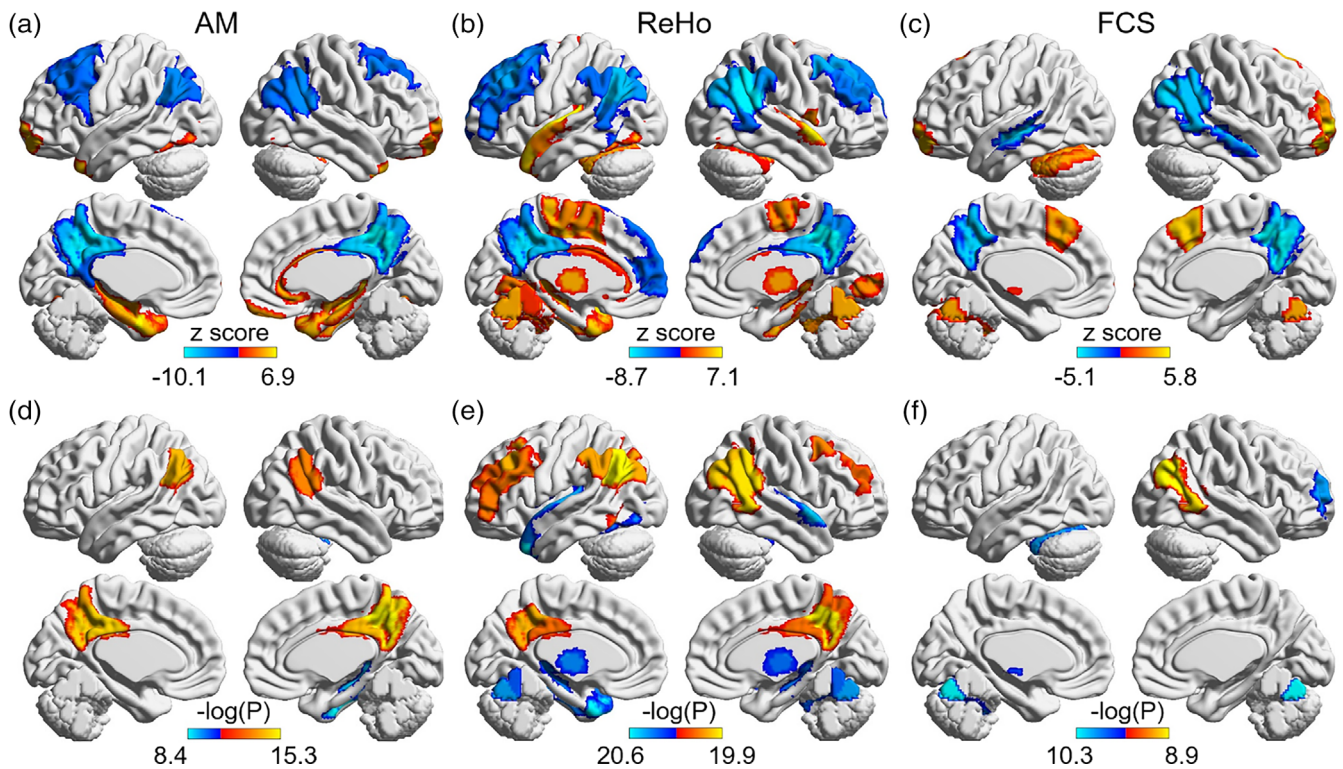 (a) AM (b) ReHo (c) FCS
z score z score z score
-10.1 6.9 -8.7 7.1 -5.1 5.8
(d) (e) (f)
-log(P) -log(P) -log(P)
8.4 15.3 20.6 19.9 10.3 8.9